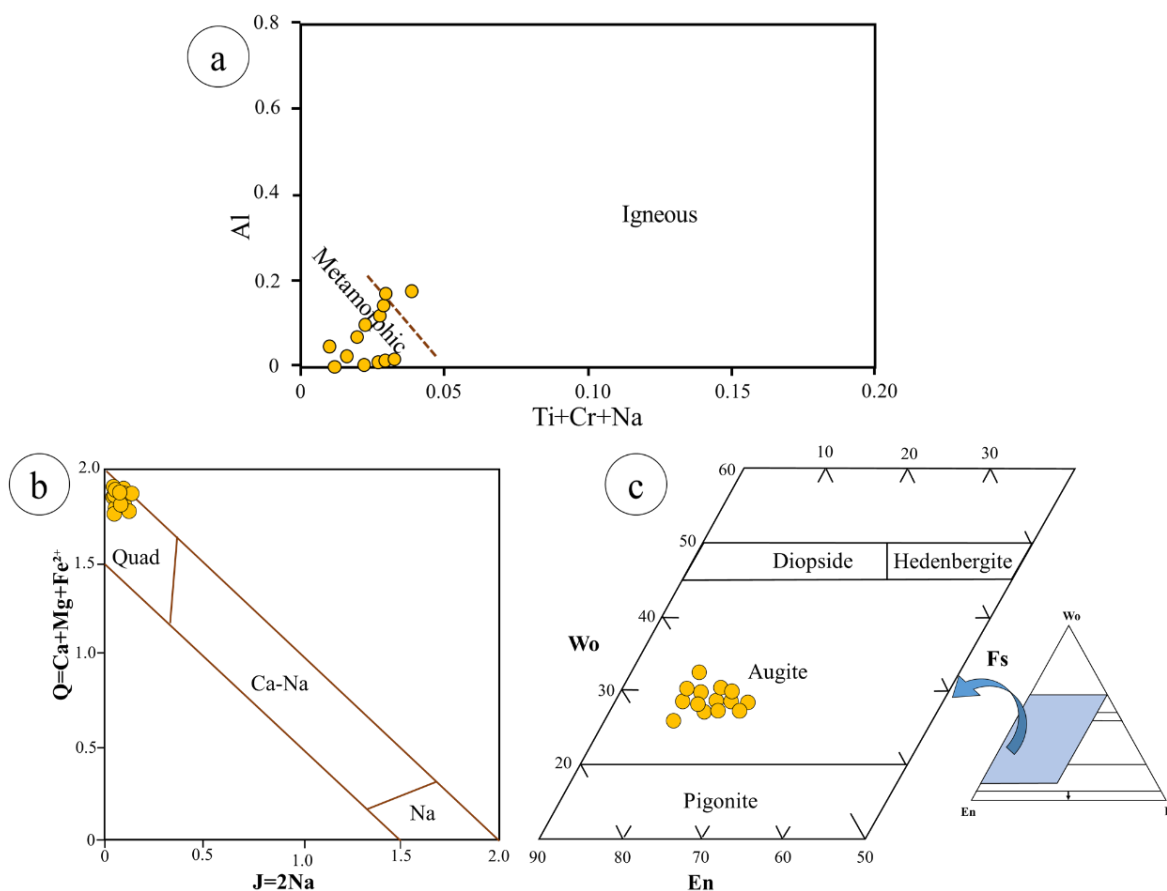 a
0.8
0.6
0.4
0.2
0
Al
Igneous
Metamorphic
0
0.05
0.10
0.15
0.20
Ti+Cr+Na
b
2.0
1.5
1.0
0.5
0
Q=Ca+Mg+Fe²⁺
Quad
Ca-Na
Na
0
0.5
1.0
1.5
2.0
J=2Na
c
10
20
30
60
50
40
30
20
Diopside
Hedenbergite
Wo
Augite
Fs
Pigonite
90
80
70
60
50
En
Wo
En